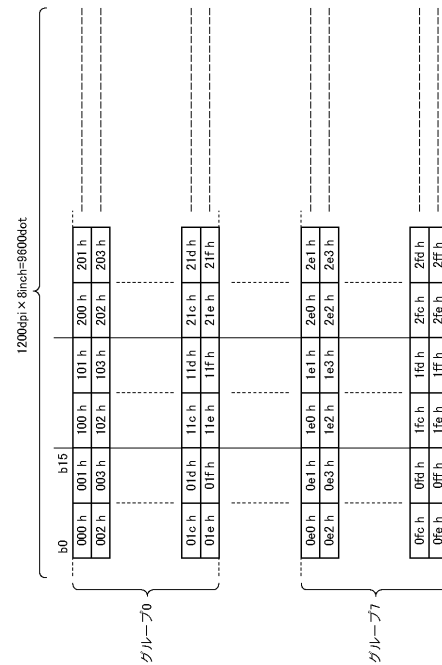 1200dpi × 8inch=9600dot
b0 b15
000 h 001 h 100 h 101 h 200 h 201 h
002 h 003 h 102 h 103 h 202 h 203 h
グループ0
01c h 01d h 11c h 11d h 21c h 21d h
01e h 01f h 11e h 11f h 21e h 21f h
0e0 h 0e1 h 1e0 h 1e1 h 2e0 h 2e1 h
0e2 h 0e3 h 1e2 h 1e3 h 2e2 h 2e3 h
グループ7
0fc h 0fd h 1fc h 1fd h 2fc h 2fd h
0fe h 0ff h 1fe h 1ff h 2fe h 2ff h